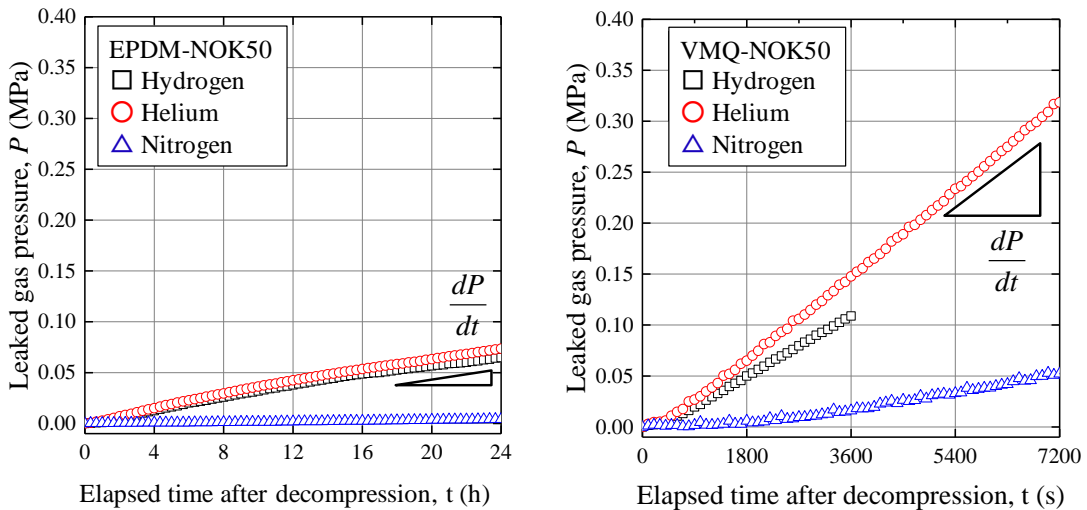 0.40
0.35
0.30
0.25
0.20
0.15
0.10
0.05
0.00
Leaked gas pressure, P (MPa)
EPDM-NOK50
Hydrogen
Helium
Nitrogen
dP
dt
0 4 8 12 16 20 24
Elapsed time after decompression, t (h)
0.40
0.35
0.30
0.25
0.20
0.15
0.10
0.05
0.00
Leaked gas pressure, P (MPa)
VMQ-NOK50
Hydrogen
Helium
Nitrogen
dP
dt
0 1800 3600 5400 7200
Elapsed time after decompression, t (s)